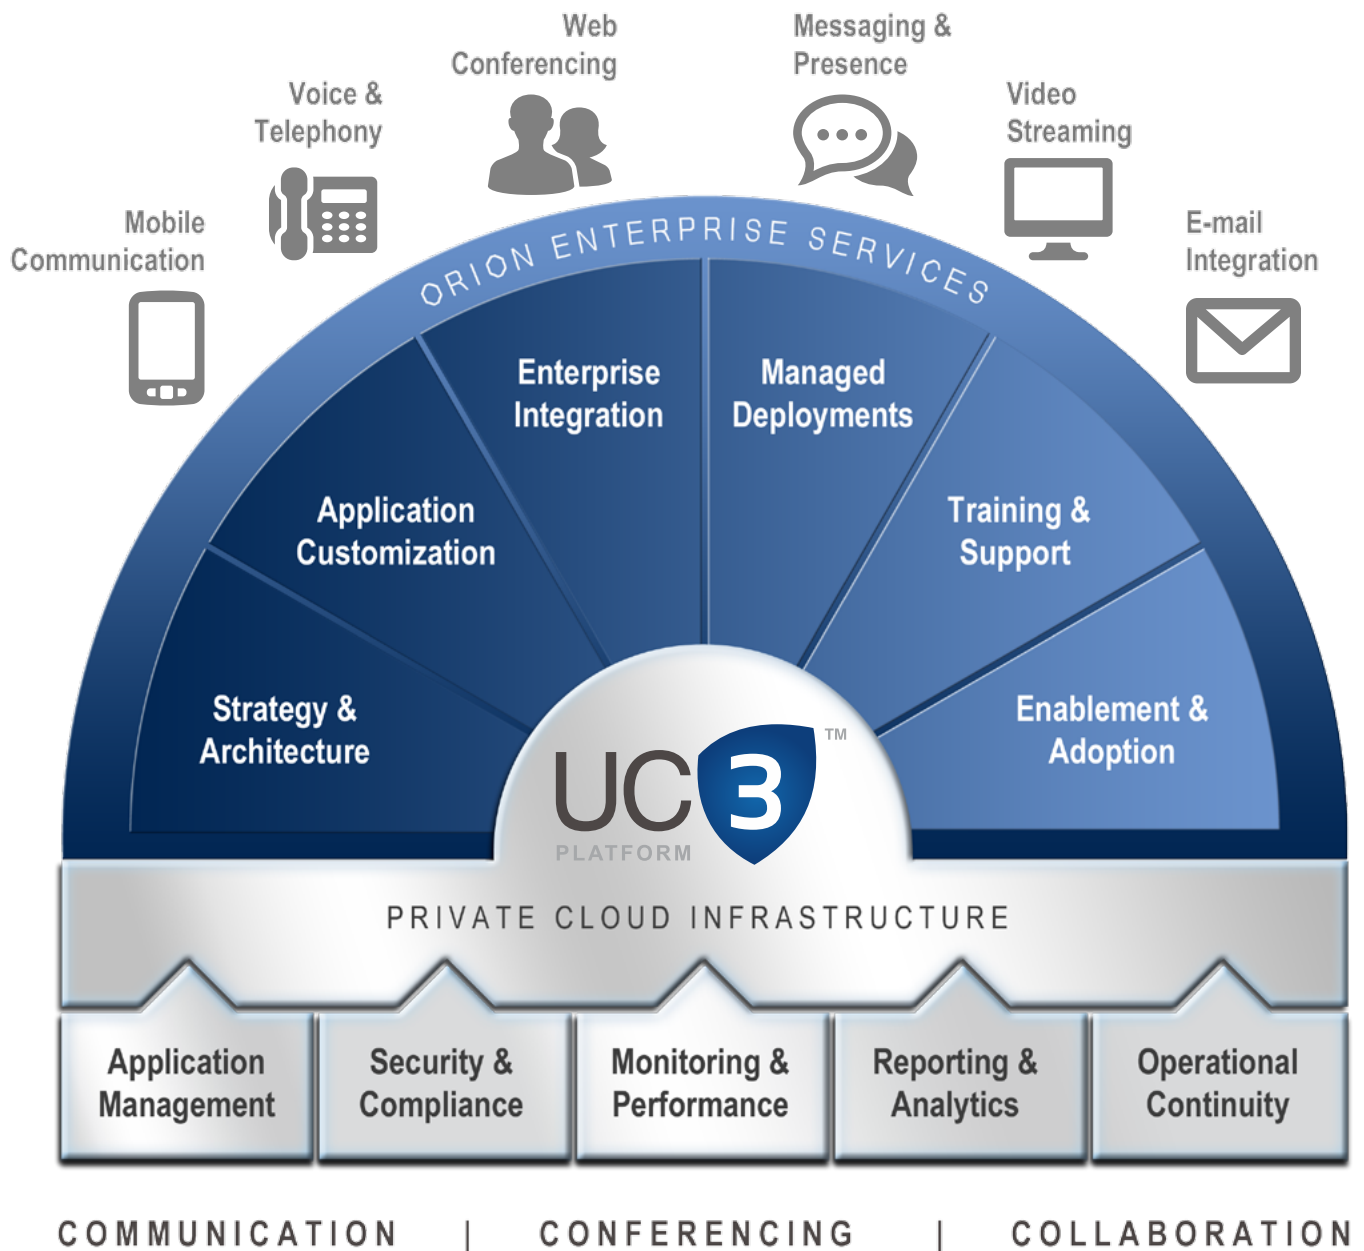 Web
Conferencing
Messaging &
Presence
Voice &
Telephony
Video
Streaming
Mobile
Communication
E-mail
Integration
ORION ENTERPRISE SERVICES
Enterprise
Integration
Managed
Deployments
Application
Customization
Training &
Support
Strategy &
Architecture
Enablement &
Adoption
UC3 ™
PLATFORM
PRIVATE CLOUD INFRASTRUCTURE
Application
Management
Security &
Compliance
Monitoring &
Performance
Reporting &
Analytics
Operational
Continuity
COMMUNICATION | CONFERENCING | COLLABORATION